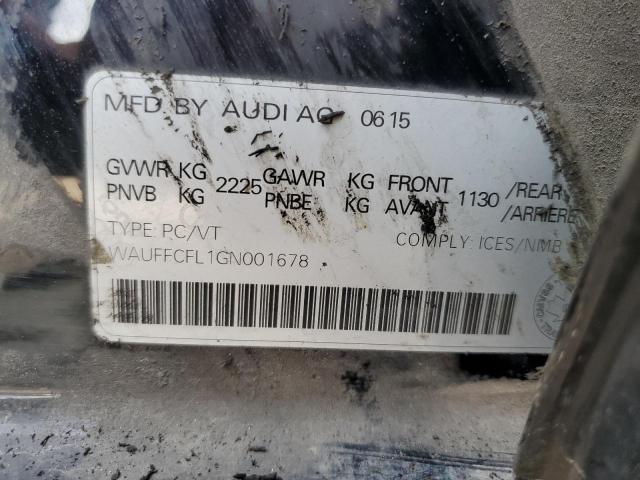 MFD BY AUDI AG 06 15
GVWR KG 2225 GAWR KG FRONT 1130 /REAR
PNVB KG PNBE KG AVANT /ARRIERE
TYPE: PC/VT COMPLY: ICES/NMB
WAUFFCFL1GN001678